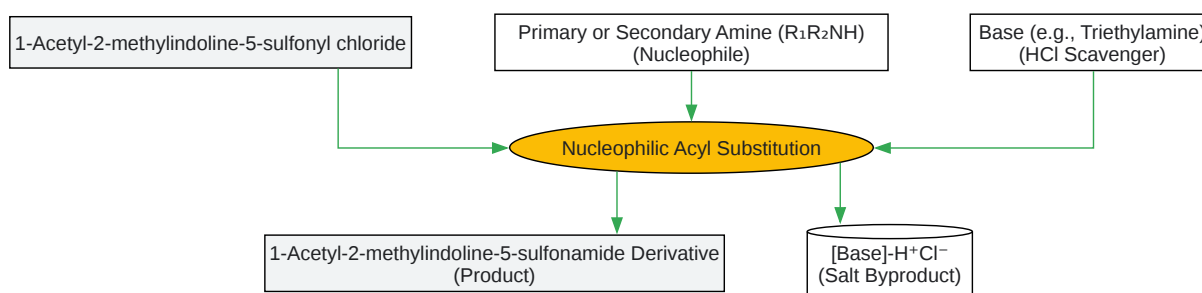 1-Acetyl-2-methylindoline-5-sulfonyl chloride
Primary or Secondary Amine (R₁R₂NH)
(Nucleophile)
Base (e.g., Triethylamine)
(HCl Scavenger)
Nucleophilic Acyl Substitution
1-Acetyl-2-methylindoline-5-sulfonamide Derivative
(Product)
[Base]-H⁺Cl⁻
(Salt Byproduct)